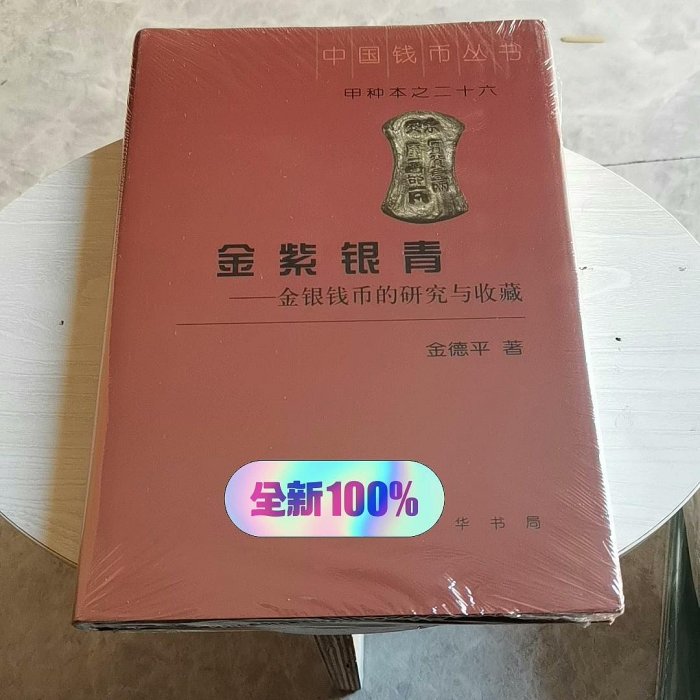 中国钱币丛书
甲种本之二十六
金紫银青
——金银钱币的研究与收藏
金德平 著
全新100%
华书局